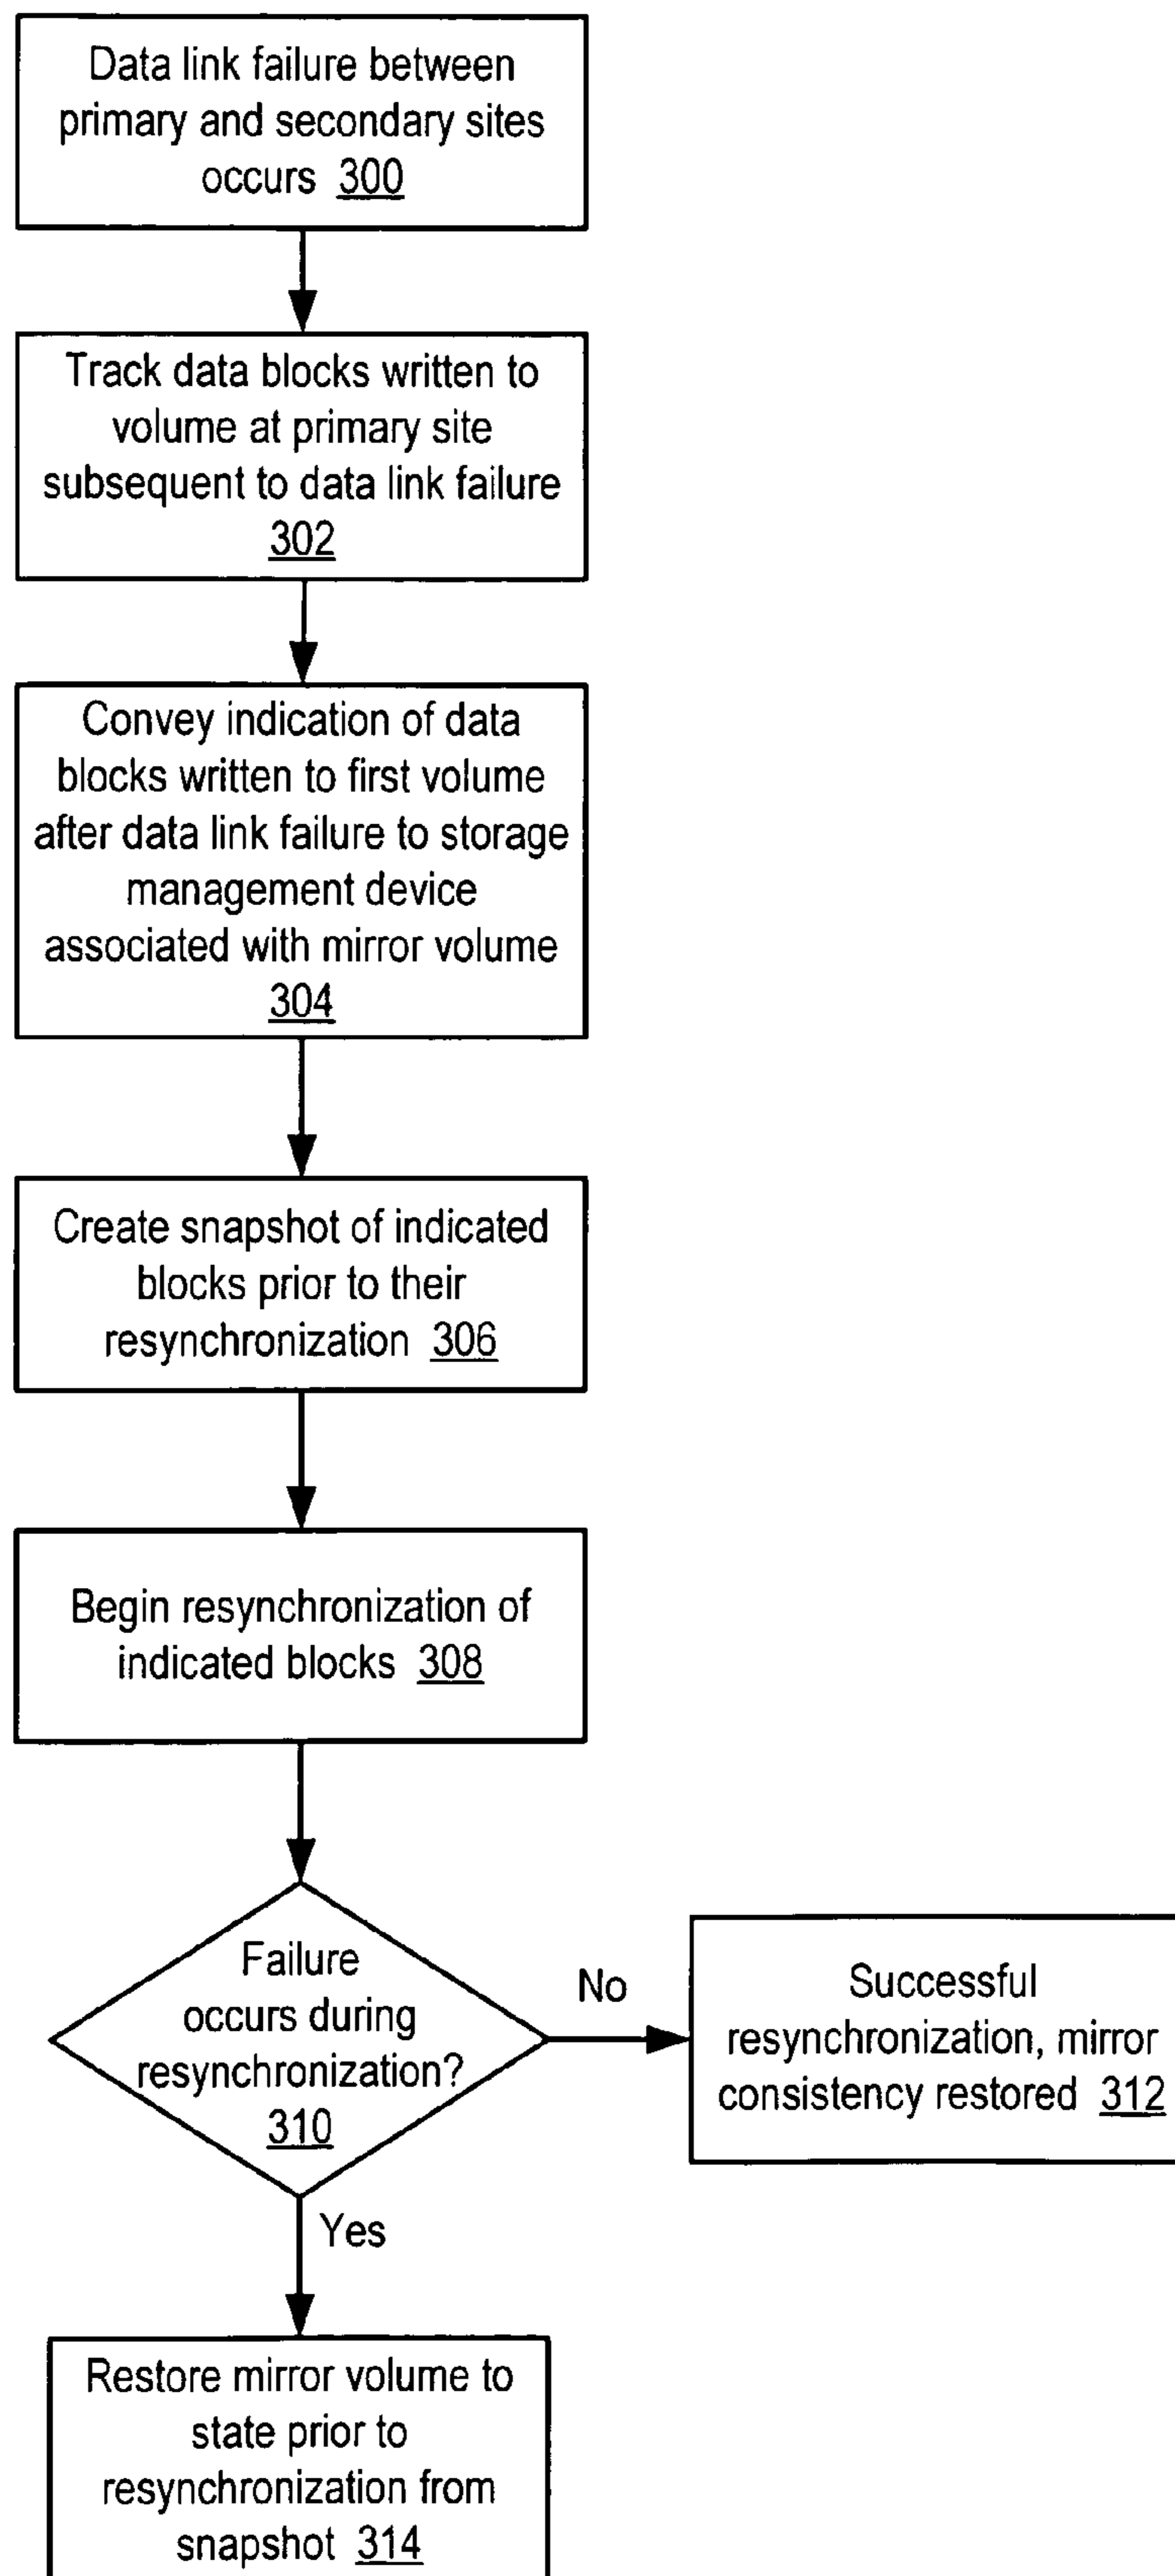 Data link failure between
primary and secondary sites
occurs 300
Track data blocks written to
volume at primary site
subsequent to data link failure
302
Convey indication of data
blocks written to first volume
after data link failure to storage
management device
associated with mirror volume
304
Create snapshot of indicated
blocks prior to their
resynchronization 306
Begin resynchronization of
indicated blocks 308
Failure
occurs during
resynchronization?
310
No
Successful
resynchronization, mirror
consistency restored 312
Yes
Restore mirror volume to
state prior to
resynchronization from
snapshot 314